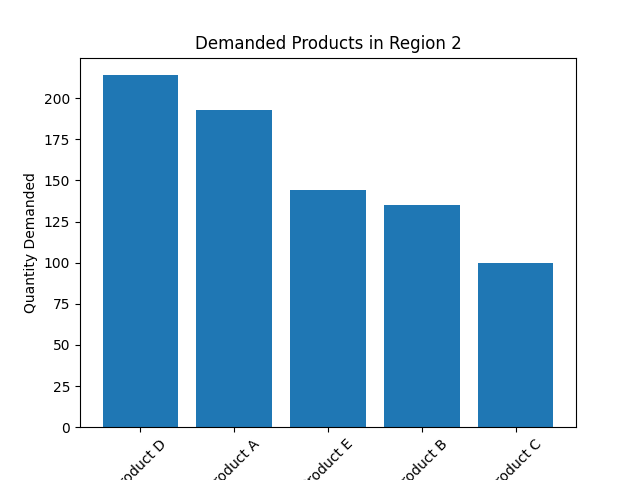 Demanded Products in Region 2
Quantity Demanded
200
175
150
125
100
75
50
25
0
roduct D
roduct A
roduct E
roduct B
roduct C